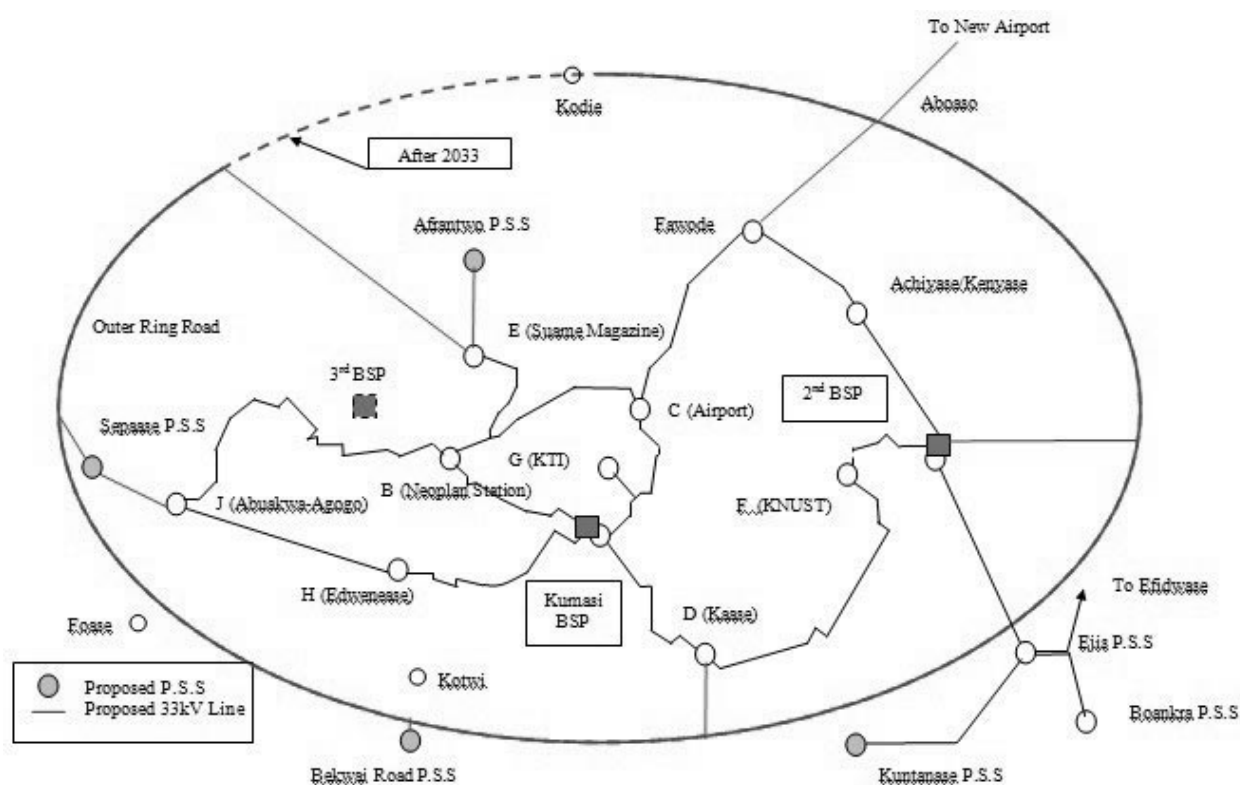 To New Airport
Aboaso
Kodie
After 2033
Afrantwo P.S.S
Fawode
Achiyase/Kenyase
Outer Ring Road
E (Suame Magazine)
3rd BSP
2nd BSP
C (Airport)
Sepaase P.S.S
G (KTI)
J (Abuakwa-Agogo)
B (Neoplan Station)
F (KNUST)
H (Edwenease)
Kumasi
BSP
D (Kaase)
To Efidwase
Ejis P.S.S
Foase
Kotwi
Proposed P.S.S
Proposed 33kV Line
Boankra P.S.S
Bekwai Road P.S.S
Kuntanase P.S.S